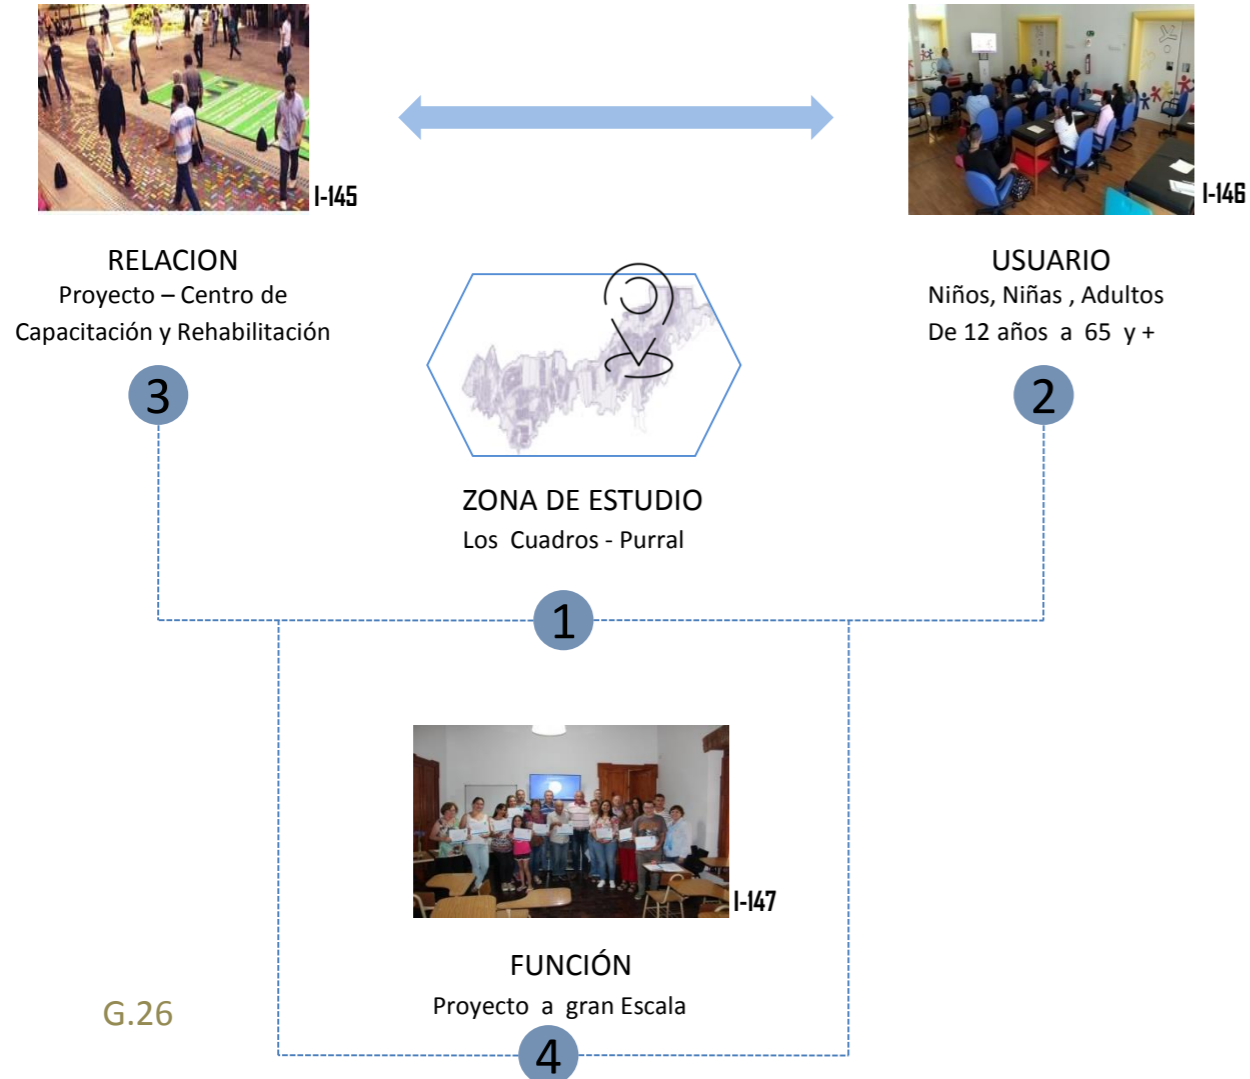 I-145
I-146
RELACION
Proyecto – Centro de
Capacitación y Rehabilitación
3
USUARIO
Niños, Niñas , Adultos
De 12 años a 65 y +
2
ZONA DE ESTUDIO
Los Cuadros - Purral
1
I-147
FUNCIÓN
Proyecto a gran Escala
4
G.26